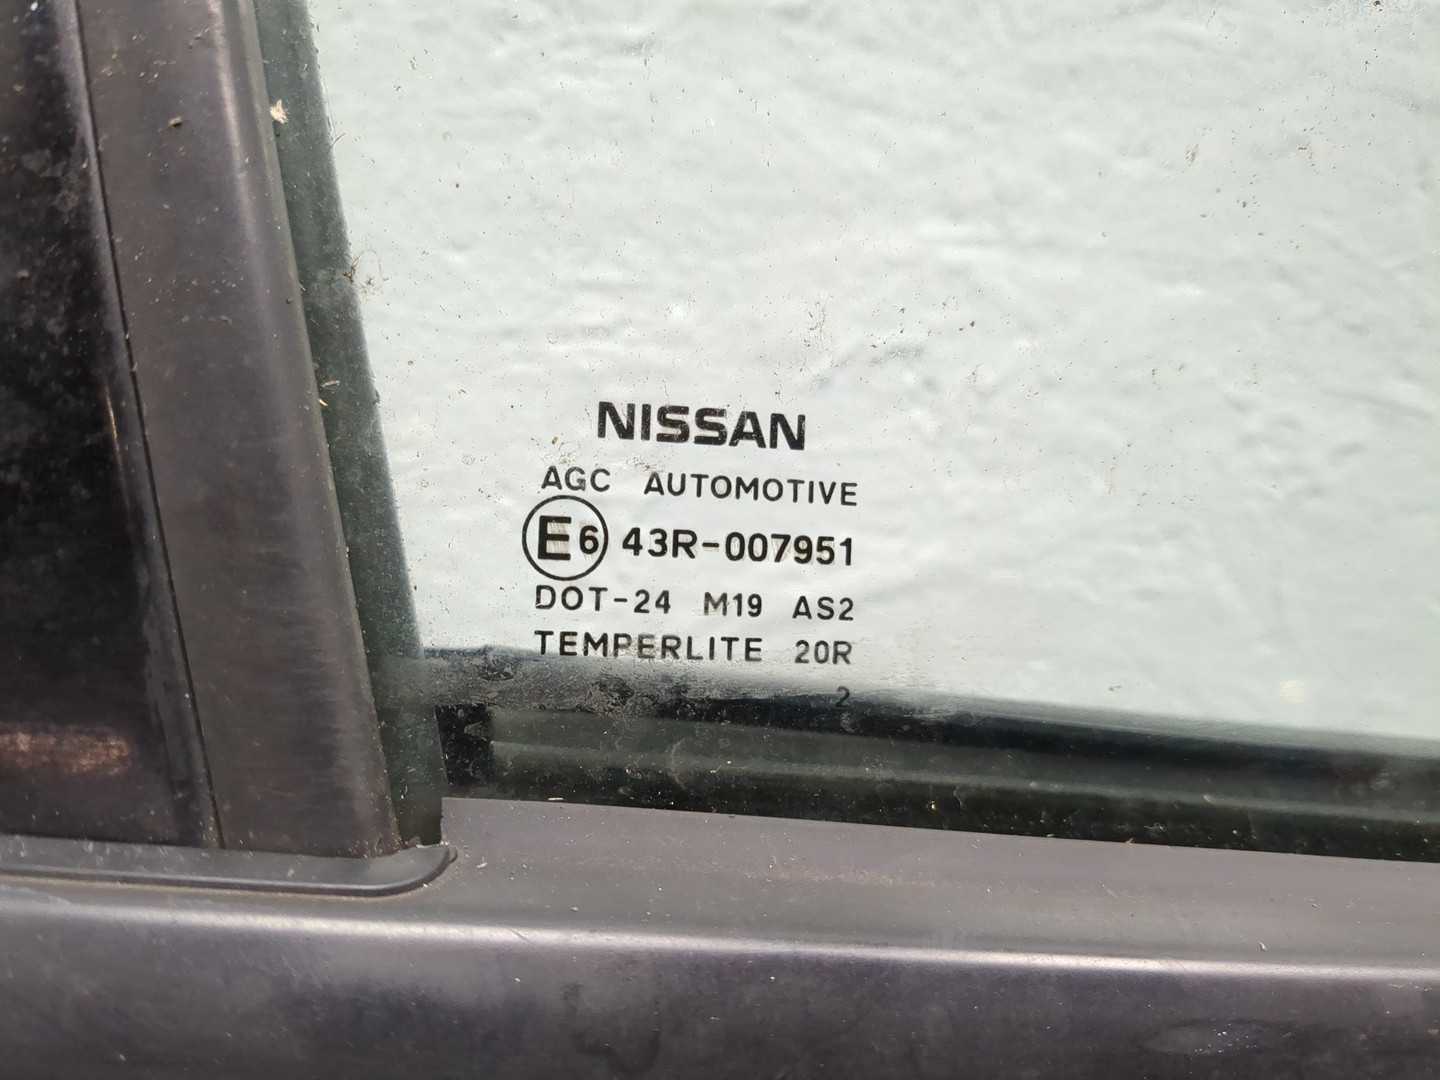 NISSAN
AGC AUTOMOTIVE
E6 43R-007951
DOT-24 M19 AS2
TEMPERLITE 20R
2